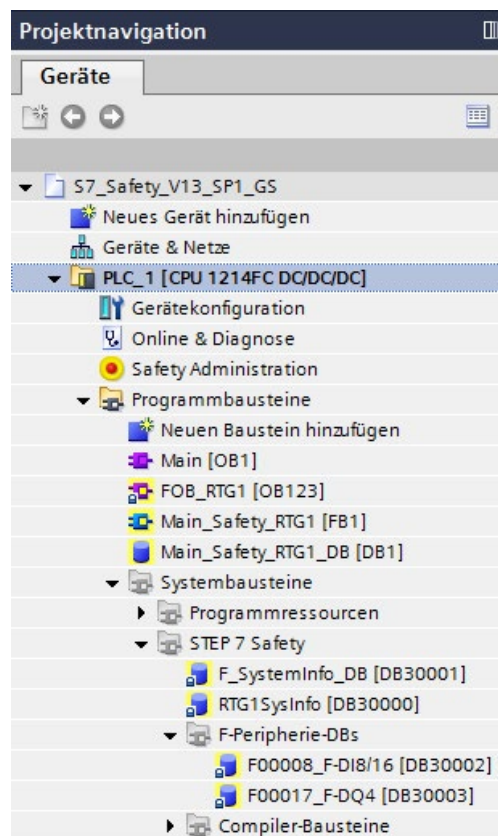 Projektnavigation
Geräte
S7_Safety_V13_SP1_GS
Neues Gerät hinzufügen
Geräte & Netze
PLC_1 [CPU 1214FC DC/DC/DC]
Gerätekonfiguration
Online & Diagnose
Safety Administration
Programmbausteine
Neuen Baustein hinzufügen
Main [OB1]
FOB_RTG1 [OB123]
Main_Safety_RTG1 [FB1]
Main_Safety_RTG1_DB [DB1]
Systembausteine
Programmressourcen
STEP 7 Safety
F_SystemInfo_DB [DB30001]
RTG1SysInfo [DB30000]
F-Peripherie-DBs
F00008_F-DI8/16 [DB30002]
F00017_F-DQ4 [DB30003]
Compiler-Bausteine